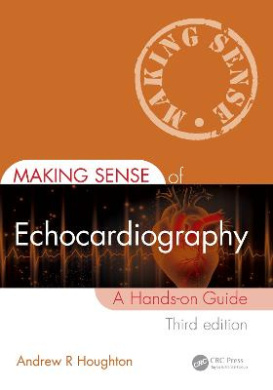 • MAKING SENSE •
MAKING SENSE of
Echocardiography
A Hands-on Guide
Third edition
Andrew R Houghton
CRC Press